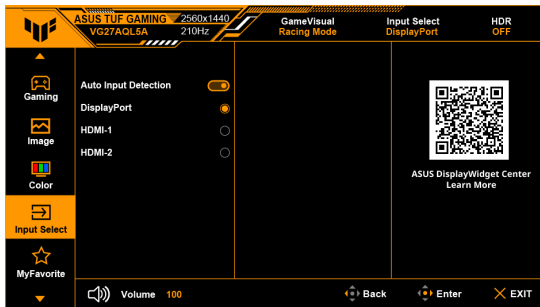 ASUS TUF GAMING 2560x1440
VG27AQL5A 210Hz
GameVisual
Racing Mode
Input Select
DisplayPort
HDR
OFF
Gaming
Image
Color
Input Select
MyFavorite
Auto Input Detection
DisplayPort
HDMI-1
HDMI-2
ASUS DisplayWidget Center
Learn More
Volume 100
Back
Enter
EXIT